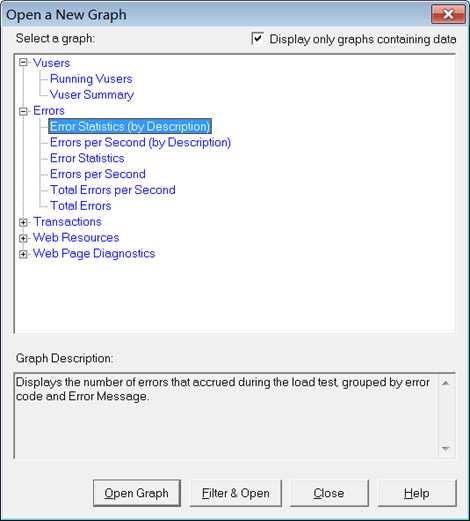 Open a New Graph
Select a graph:
Display only graphs containing data
Vusers
Running Vusers
Vuser Summary
Errors
Error Statistics (by Description)
Errors per Second (by Description)
Error Statistics
Errors per Second
Total Errors per Second
Total Errors
Transactions
Web Resources
Web Page Diagnostics
Graph Description:
Displays the number of errors that accrued during the load test, grouped by error
code and Error Message.
Open Graph
Filter & Open
Close
Help